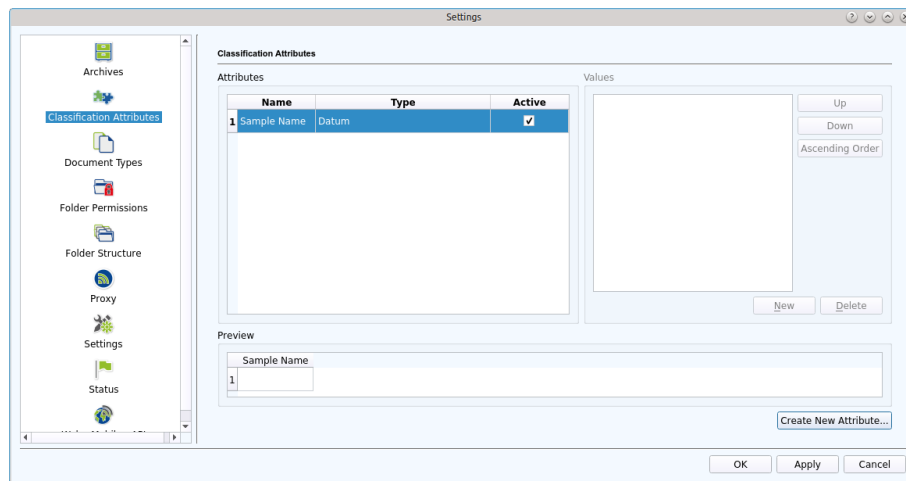 Settings
Archives
Classification Attributes
Document Types
Folder Permissions
Folder Structure
Proxy
Settings
Status
Classification Attributes
Attributes
Name Type Active
1 Sample Name Datum
Values
Up
Down
Ascending Order
New Delete
Preview
Sample Name
1
Create New Attribute...
OK Apply Cancel